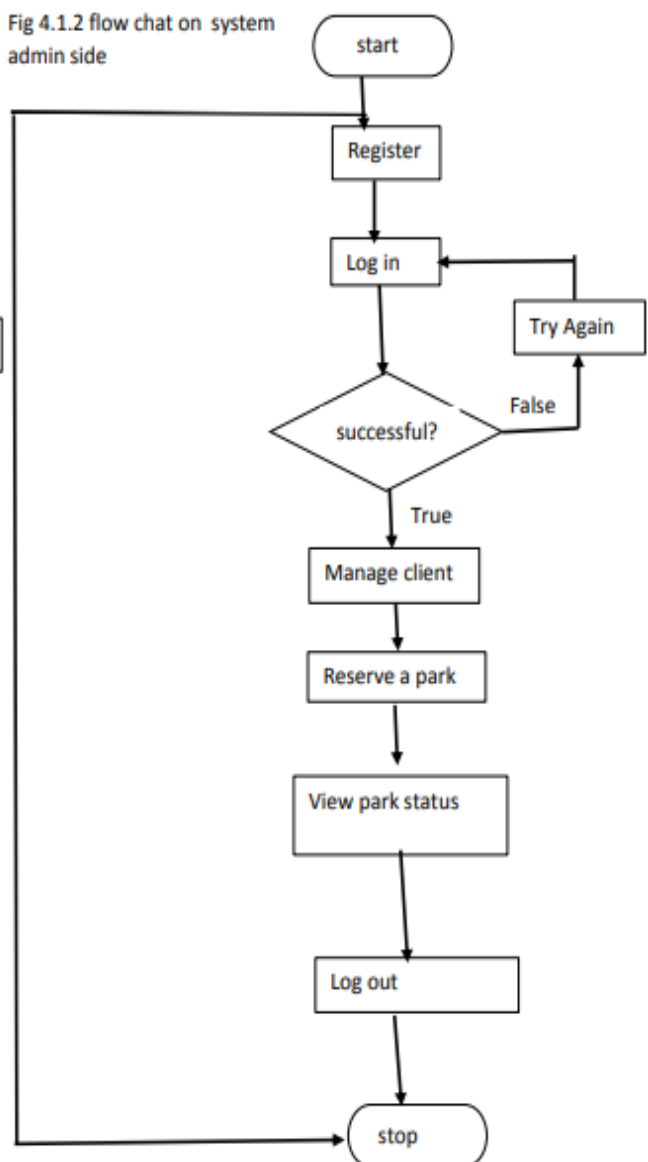 Fig 4.1.2 flow chat on system
admin side
start
Register
Log in
Try Again
False
successful?
True
Manage client
Reserve a park
View park status
Log out
stop